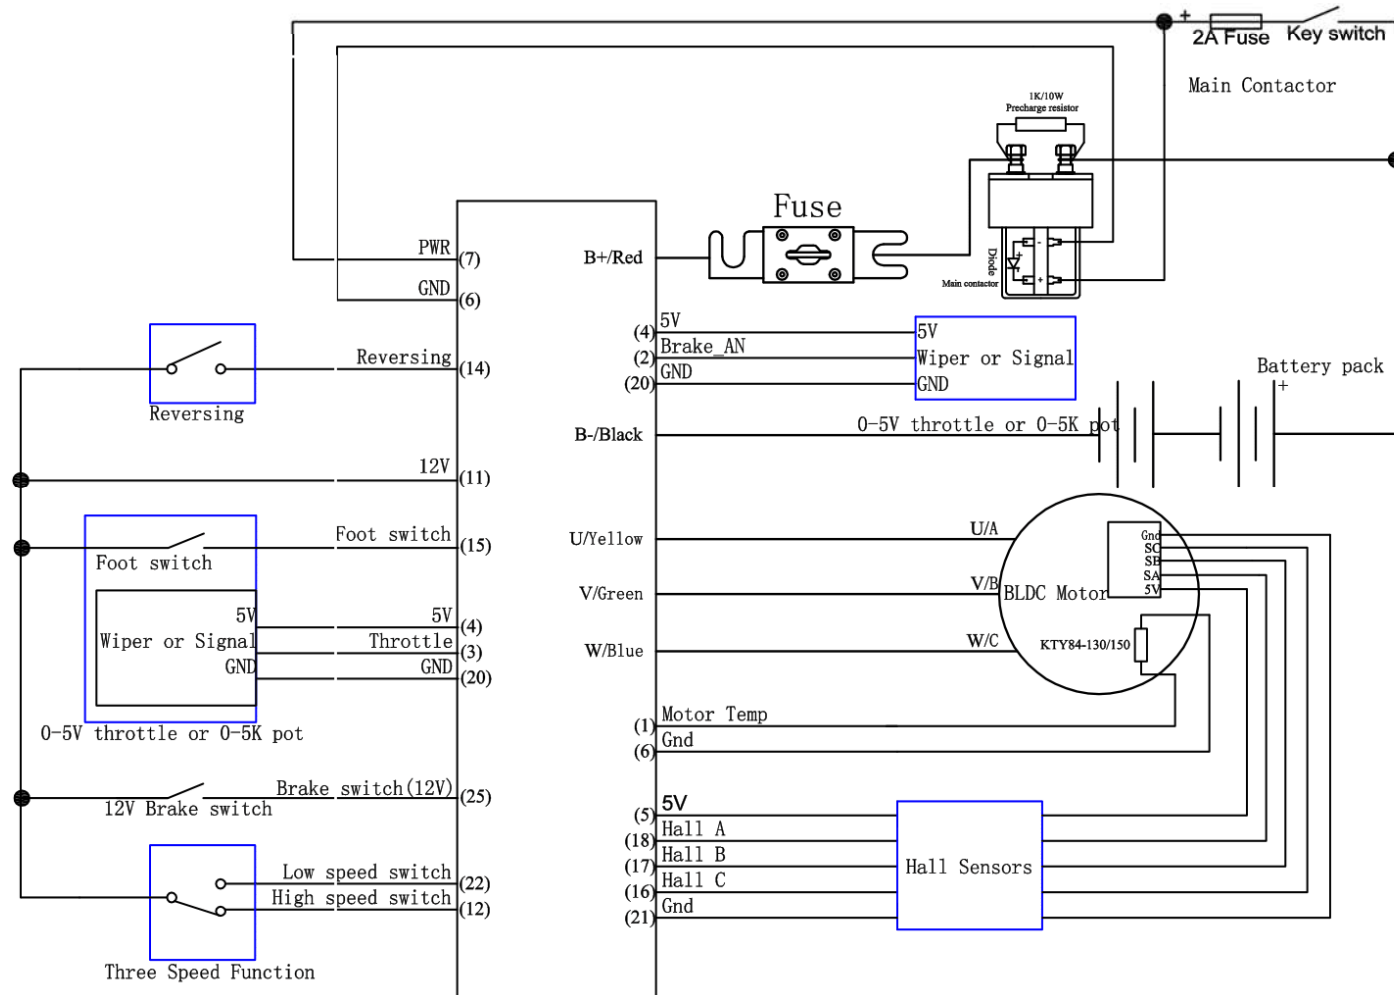 +
2A Fuse
Key switch
Main Contactor
1K/10W
Precharge resistor
Fuse
PWR
(7)
B+/Red
-
Diode
+
+
Main contactor
GND
(6)
(4)
5V
5V
Reversing
(14)
(2)
Brake_AN
Wiper or Signal
(20)
GND
GND
Battery pack
+
Reversing
B-/Black
0-5V throttle or 0-5K pot
12V
(11)
Foot switch
(15)
Foot switch
U/Yellow
U/A
Gnd
SC
SB
SA
5V
V/Green
V/B
BLDC Motor
5V
5V
(4)
Wiper or Signal
Throttle
(3)
GND
GND
(20)
W/Blue
W/C
KTY84-130/150
0-5V throttle or 0-5K pot
(1)
Motor Temp
(6)
Gnd
Brake switch(12V)
(25)
12V Brake switch
(5)
5V
(18)
Hall A
(17)
Hall B
(16)
Hall C
(21)
Gnd
Hall Sensors
Low speed switch
(22)
High speed switch
(12)
Three Speed Function